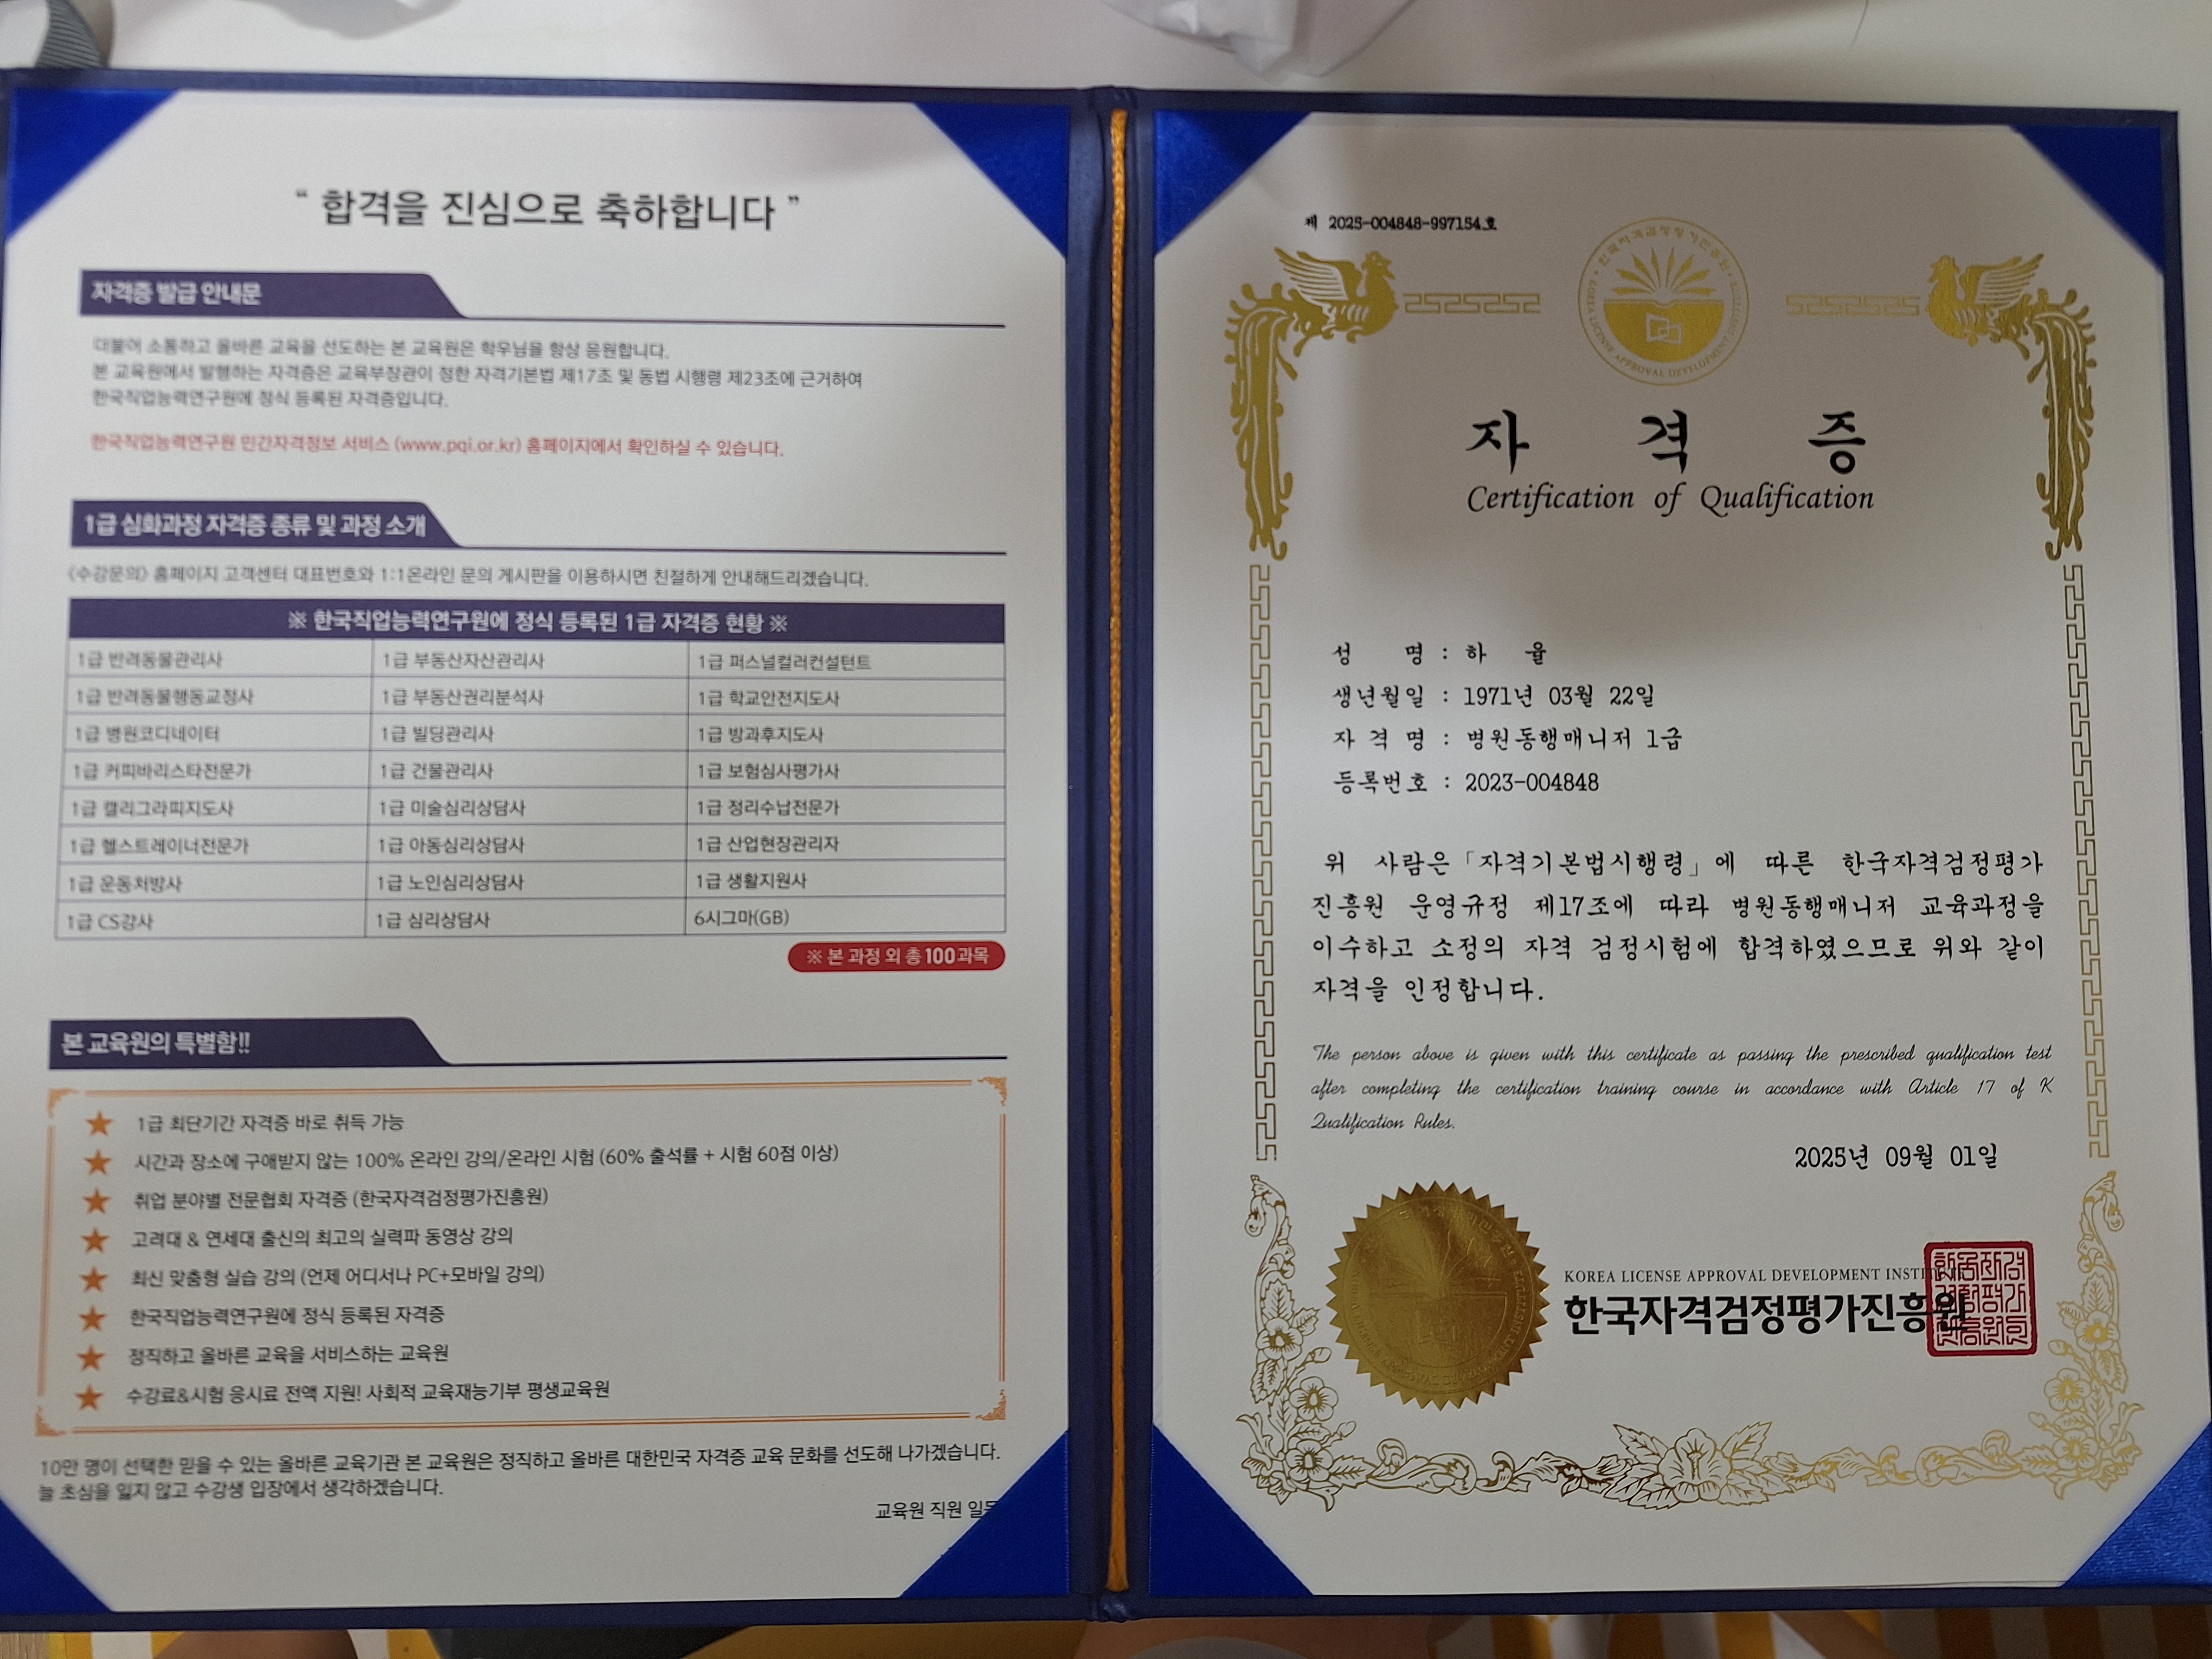 “ 합격을 진심으로 축하합니다 ”
자격증 발급 안내문
더불어 소통하고 올바른 교육을 선도하는 본 교육원은 학우님을 항상 응원합니다.
본 교육원에서 발행하는 자격증은 교육부장관이 정한 자격기본법 제17조 및 동법 시행령 제23조에 근거하여
한국직업능력연구원에 정식 등록된 자격증입니다.
한국직업능력연구원 민간자격정보 서비스 (www.pqi.or.kr) 홈페이지에서 확인하실 수 있습니다.
1급 심화과정 자격증 종류 및 과정 소개
《수강문의》 홈페이지 고객센터 대표번호와 1:1온라인 문의 게시판을 이용하시면 친절하게 안내해드리겠습니다.
※ 한국직업능력연구원에 정식 등록된 1급 자격증 현황 ※
1급 반려동물관리사 1급 부동산자산관리사 1급 퍼스널컬러컨설턴트
1급 반려동물행동교정사 1급 부동산권리분석사 1급 학교안전지도사
1급 병원코디네이터 1급 빌딩관리사 1급 방과후지도사
1급 커피바리스타전문가 1급 건물관리사 1급 보험심사평가사
1급 캘리그라피지도사 1급 미술심리상담사 1급 정리수납전문가
1급 헬스트레이너전문가 1급 아동심리상담사 1급 산업현장관리자
1급 운동처방사 1급 노인심리상담사 1급 생활지원사
1급 CS강사 1급 심리상담사 6시그마(GB)
※ 본 과정 외 총 100과목
본 교육원의 특별함!!
★ 1급 최단기간 자격증 바로 취득 가능
★ 시간과 장소에 구애받지 않는 100% 온라인 강의/온라인 시험 (60% 출석률 + 시험 60점 이상)
★ 취업 분야별 전문협회 자격증 (한국자격검정평가진흥원)
★ 고려대 & 연세대 출신의 최고의 실력파 동영상 강의
★ 최신 맞춤형 실습 강의 (언제 어디서나 PC+모바일 강의)
★ 한국직업능력연구원에 정식 등록된 자격증
★ 정직하고 올바른 교육을 서비스하는 교육원
★ 수강료&시험 응시료 전액 지원! 사회적 교육재능기부 평생교육원
10만 명이 선택한 믿을 수 있는 올바른 교육기관 본 교육원은 정직하고 올바른 대한민국 자격증 교육 문화를 선도해 나가겠습니다.
늘 초심을 잃지 않고 수강생 입장에서 생각하겠습니다.
교육원 직원 일동
제 2025-004848-997154호
KOREA LICENSE APPROVAL DEVELOPMENT INSTITUTE
자 격 증
Certification of Qualification
성 명 : 하 율
생년월일 : 1971년 03월 22일
자 격 명 : 병원동행매니저 1급
등록번호 : 2023-004848
위 사람은 「자격기본법시행령」에 따른 한국자격검정평가
진흥원 운영규정 제17조에 따라 병원동행매니저 교육과정을
이수하고 소정의 자격 검정시험에 합격하였으므로 위와 같이
자격을 인정합니다.
The person above is given with this certificate as passing the prescribed qualification test
after completing the certification training course in accordance with Article 17 of K
Qualification Rules.
2025년 09월 01일
KOREA LICENSE APPROVAL DEVELOPMENT INSTITUTE
한국자격검정평가진흥원